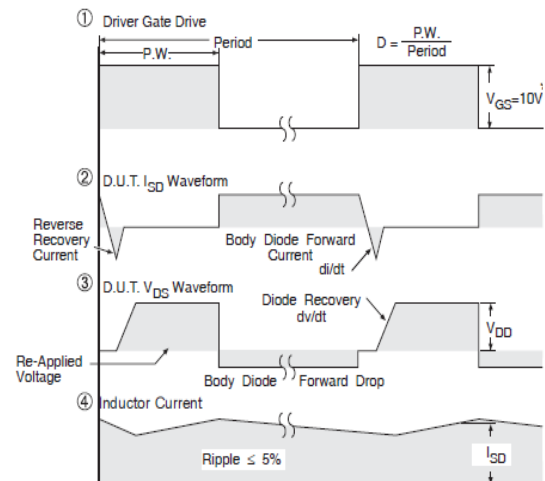 ① Driver Gate Drive
P.W.
Period
D = P.W.
Period
VGS=10V
② D.U.T. ISD Waveform
Reverse
Recovery
Current
Body Diode Forward
Current
di/dt
③ D.U.T. VDS Waveform
Diode Recovery
dv/dt
VDD
Re-Applied
Voltage
Body Diode Forward Drop
④ Inductor Current
Ripple ≤ 5%
ISD